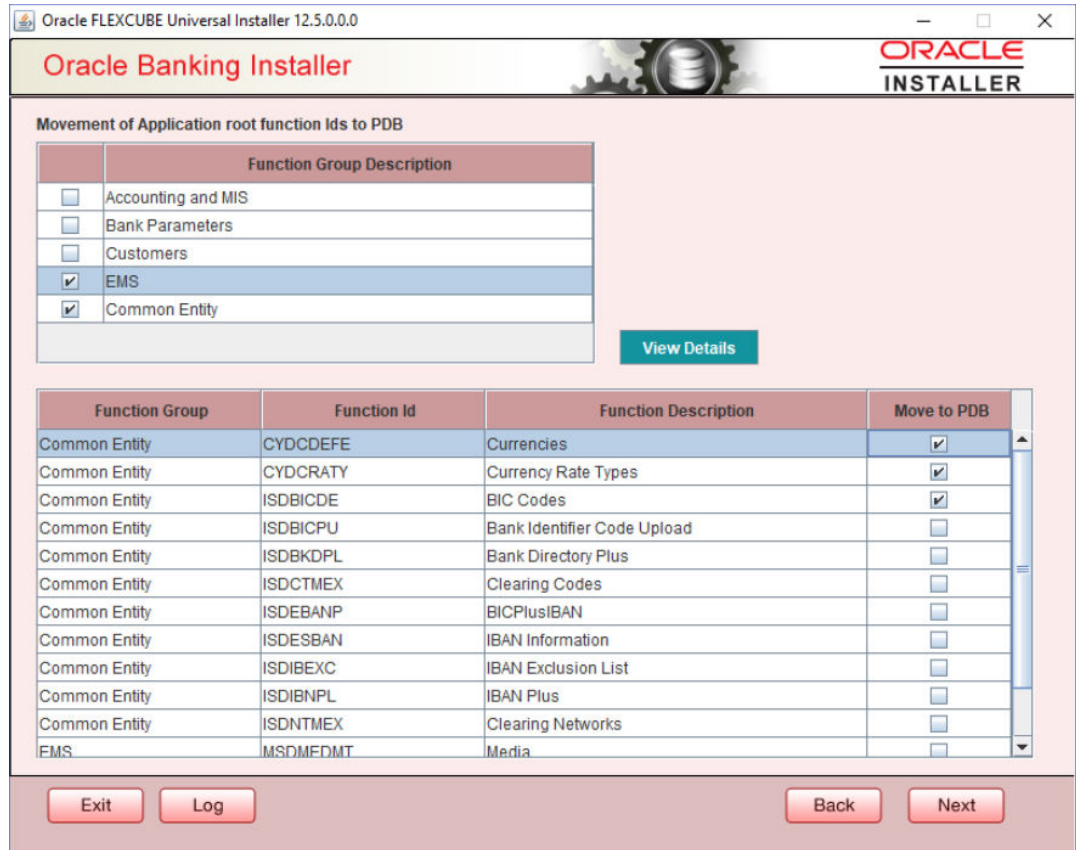 Oracle FLEXCUBE Universal Installer 12.5.0.0.0
Oracle Banking Installer
ORACLE
INSTALLER
Movement of Application root function Ids to PDB
Function Group Description
Accounting and MIS
Bank Parameters
Customers
EMS
Common Entity
View Details
Function Group Function Id Function Description Move to PDB
Common Entity CYDCDEFE Currencies
Common Entity CYDCRATY Currency Rate Types
Common Entity ISDBICDE BIC Codes
Common Entity ISDBICPU Bank Identifier Code Upload
Common Entity ISDBKDPL Bank Directory Plus
Common Entity ISDCTMEX Clearing Codes
Common Entity ISDEBANP BICPlusIBAN
Common Entity ISDESBAN IBAN Information
Common Entity ISDIBEXC IBAN Exclusion List
Common Entity ISDIBNPL IBAN Plus
Common Entity ISDNTMEX Clearing Networks
EMS MSDMEDMT Media
Exit Log Back Next